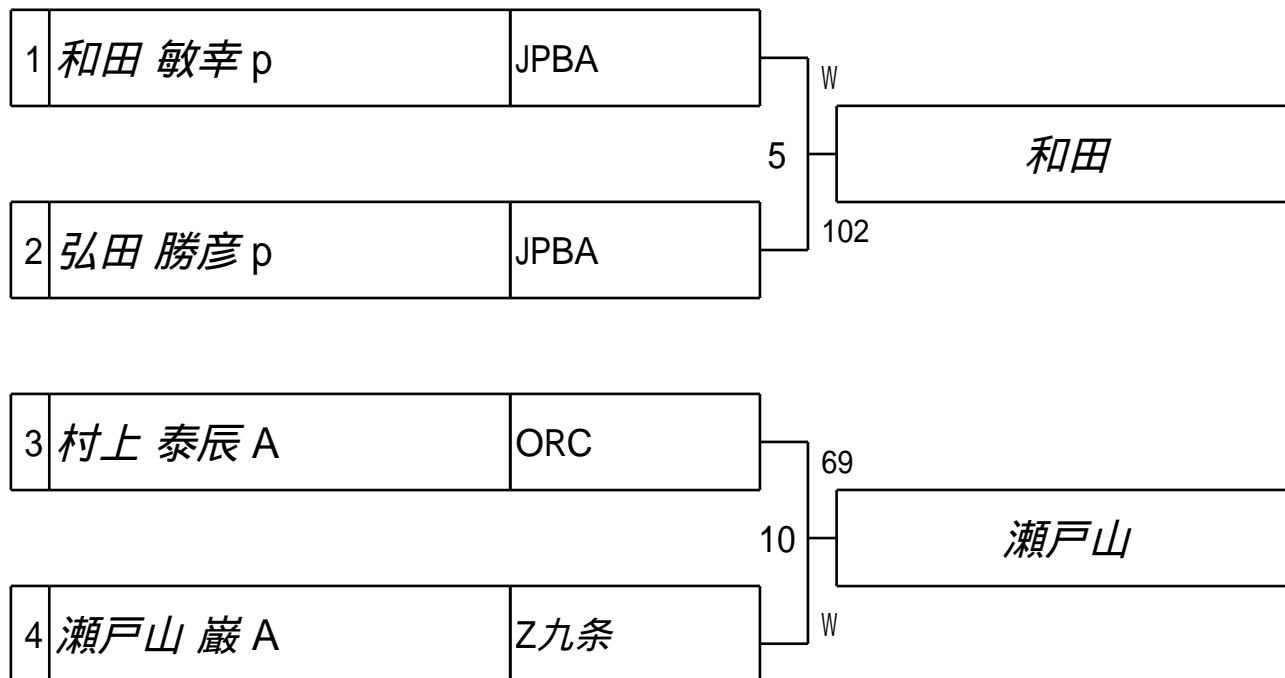 1 和田 敏幸 p JPBA
W
5 和田
102
2 弘田 勝彦 p JPBA
3 村上 泰辰 A ORC
69
10 瀬戸山
W
4 瀬戸山 巌 A Z九条